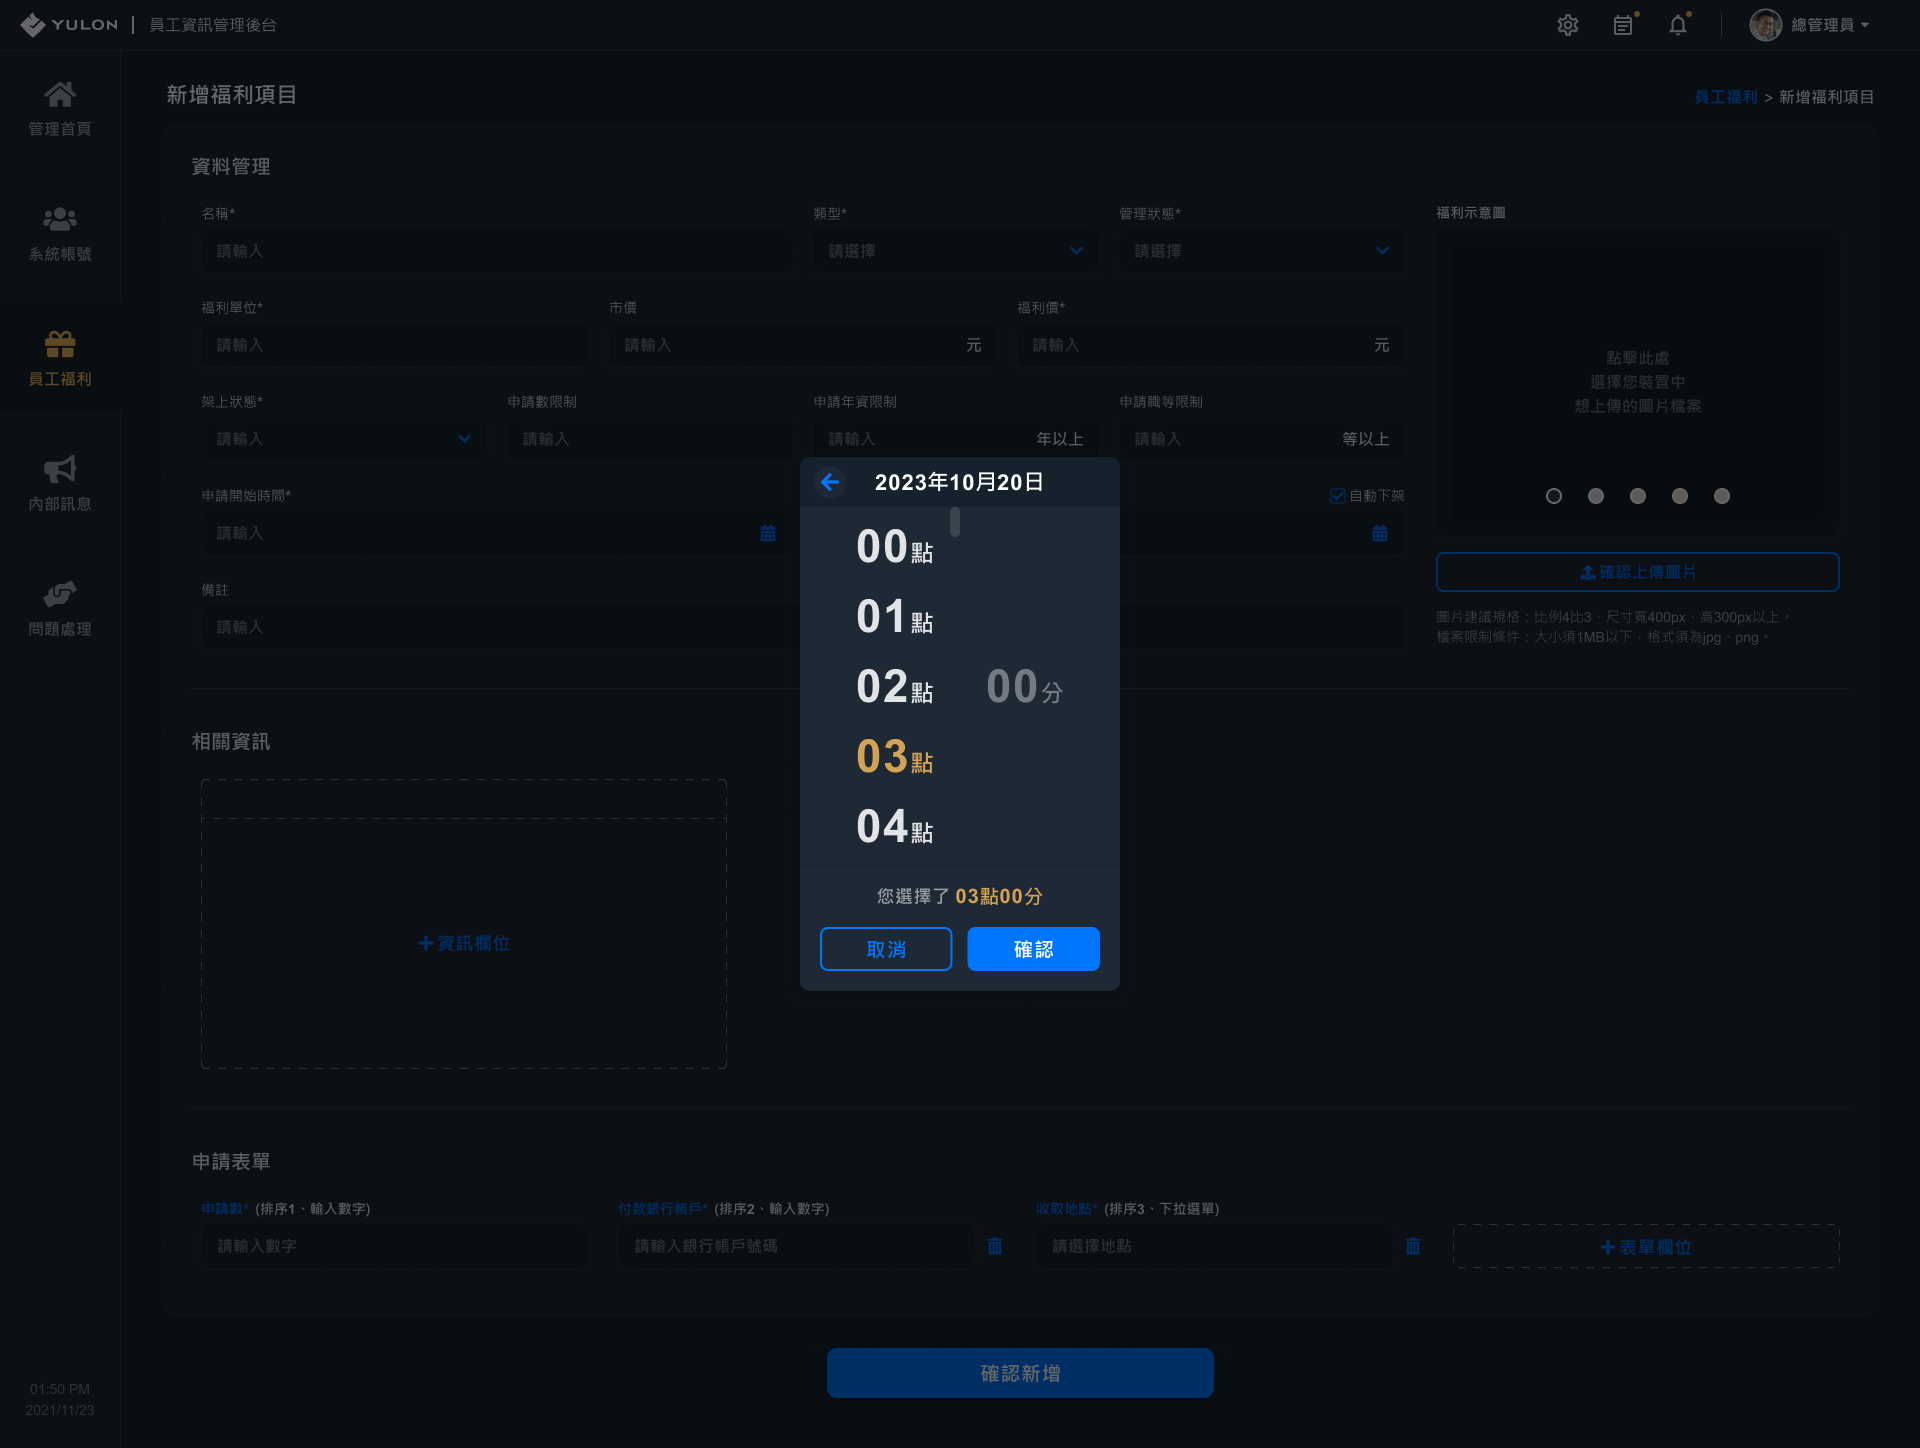 YULON | 員工資訊管理後台
總管理員
管理首頁
系統帳號
員工福利
內部訊息
問題處理
01:50 PM
2021/11/23
新增福利項目
員工福利 > 新增福利項目
資料管理
名稱*
請輸入
類型*
請選擇
管理狀態*
請選擇
福利單位*
請輸入
市價
請輸入 元
福利價*
請輸入 元
架上狀態*
請輸入
申請數限制
請輸入
申請年資限制
請輸入 年以上
申請職等限制
請輸入 等以上
申請開始時間*
請輸入
自動下架
備註
請輸入
福利示意圖
點擊此處
選擇您裝置中
想上傳的圖片檔案
確認上傳圖片
圖片建議規格：比例4比3、尺寸寬400px、高300px以上。
檔案限制條件：大小須1MB以下、格式須為jpg、png。
2023年10月20日
00點
01點
02點 00分
03點
04點
您選擇了 03點00分
取消
確認
相關資訊
資訊欄位
申請表單
申請數* (排序1、輸入數字)
請輸入數字
付款銀行帳戶* (排序2、輸入數字)
請輸入銀行帳戶號碼
收取地點* (排序3、下拉選單)
請選擇地點
表單欄位
確認新增